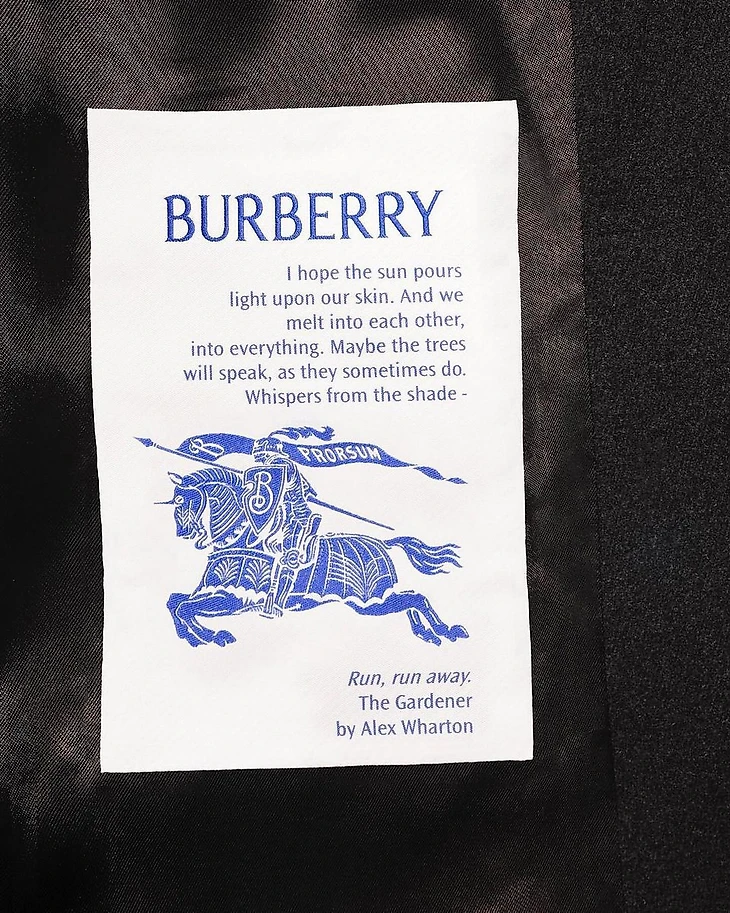 BURBERRY
I hope the sun pours
light upon our skin. And we
melt into each other,
into everything. Maybe the trees
will speak, as they sometimes do.
Whispers from the shade -
B PRORSUM
B
Run, run away.
The Gardener
by Alex Wharton